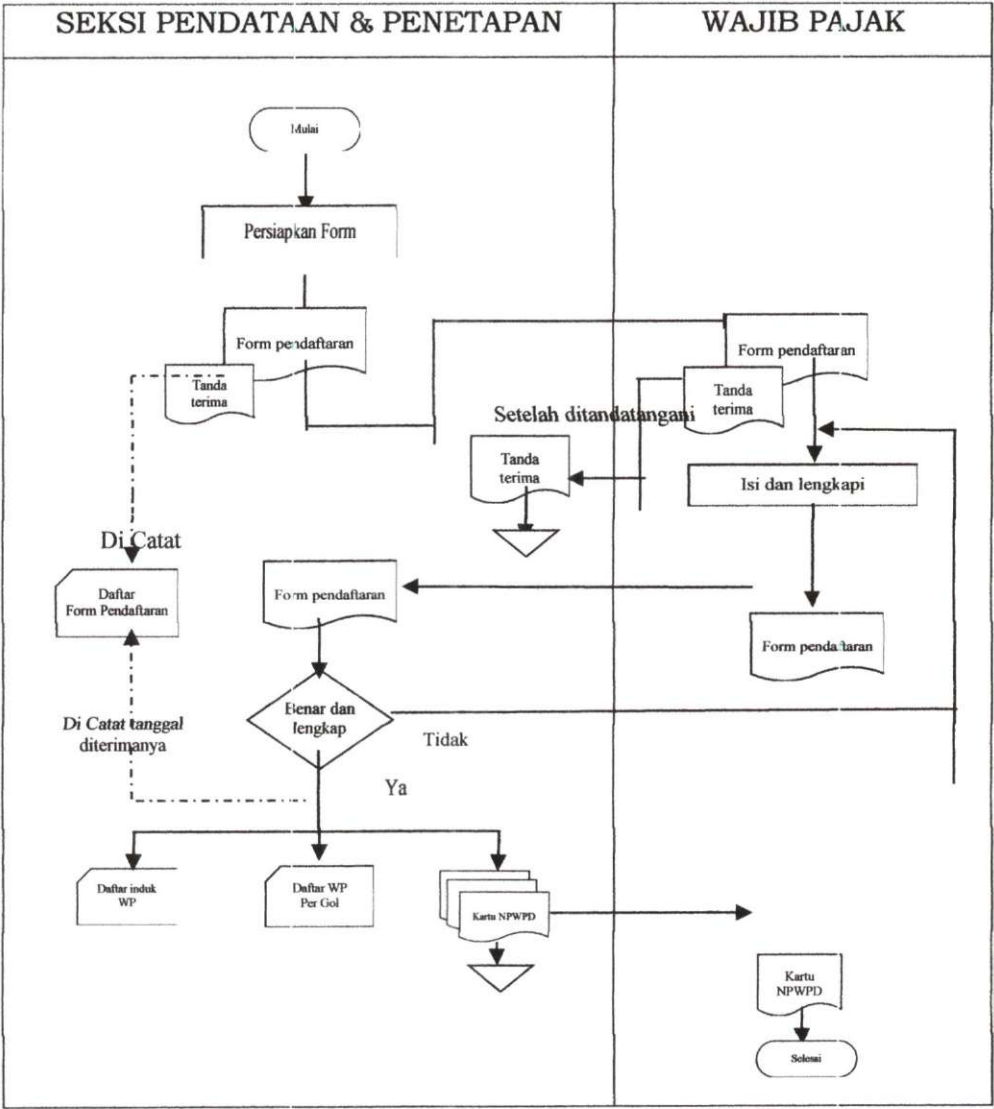 SEKSI PENDATAAN & PENETAPAN
WAJIB PAJAK
Mulai
Persiapkan Form
Form pendaftaran
Tanda
terima
Form pendaftaran
Tanda
terima
Setelah ditandatangani
Tanda
terima
Isi dan lengkapi
Di Catat
Daftar
Form Pendaftaran
Form pendaftaran
Form pendaftaran
Benar dan
lengkap
Tidak
Di Catat tanggal
diterimanya
Ya
Daftar induk
WP
Daftar WP
Per Gol
Kartu NPWPD
Kartu
NPWPD
Selesai